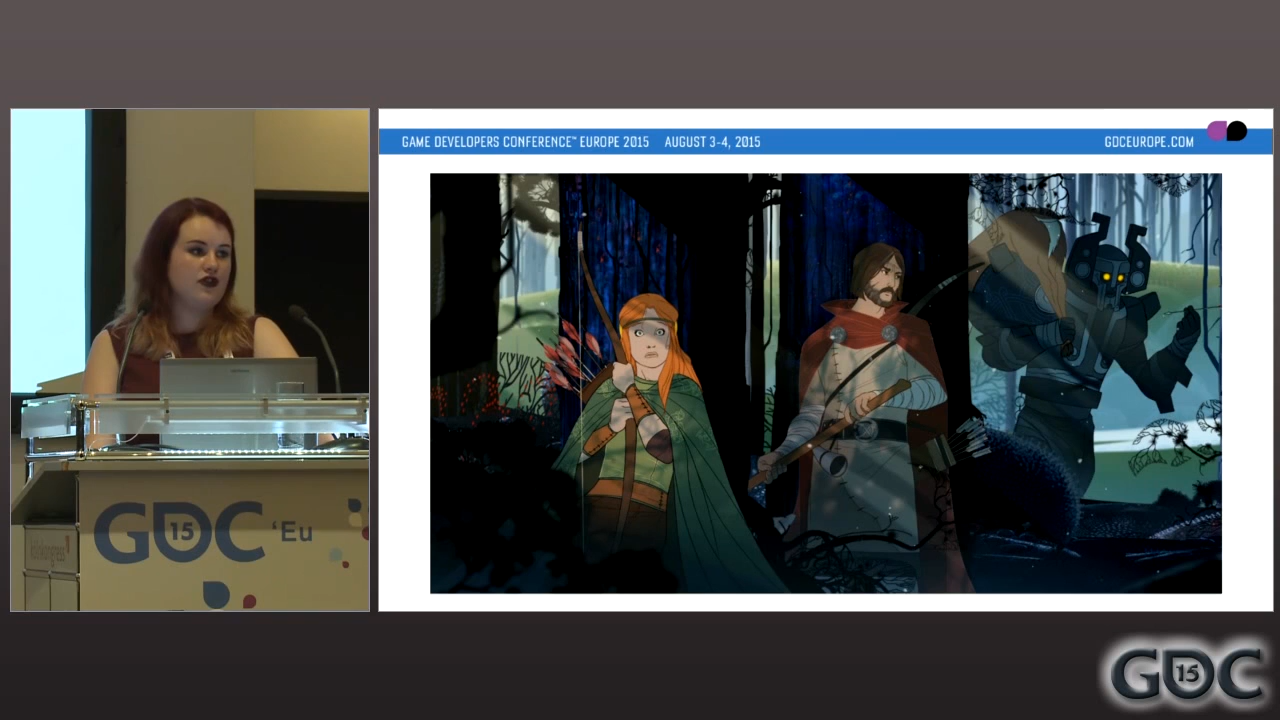 GAME DEVELOPERS CONFERENCE™ EUROPE 2015 AUGUST 3-4, 2015 GDCEUROPE.COM
GDC 15 'Eu
GDC 15